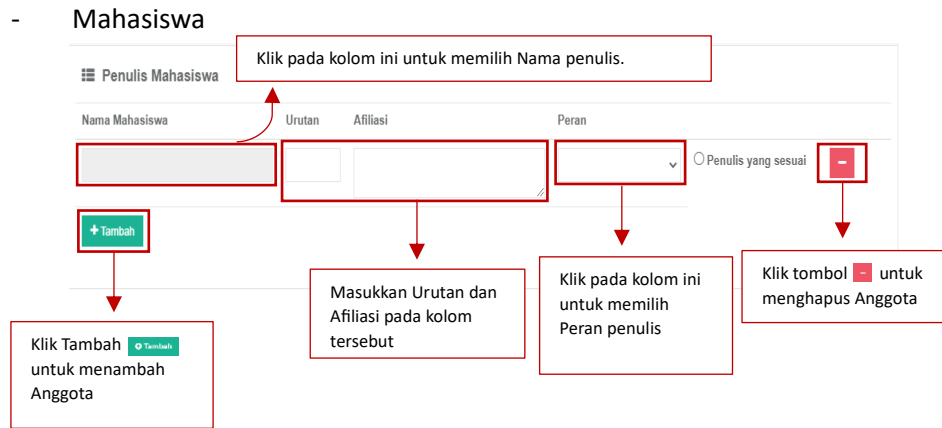 - Mahasiswa
Klik pada kolom ini untuk memilih Nama penulis.
Penulis Mahasiswa
Nama Mahasiswa Urutan Afiliasi Peran
Penulis yang sesuai
-
+ Tambah
Masukkan Urutan dan
Afiliasi pada kolom
tersebut
Klik pada kolom ini
untuk memilih
Peran penulis
Klik tombol - untuk
menghapus Anggota
Klik Tambah Tambah
untuk menambah
Anggota